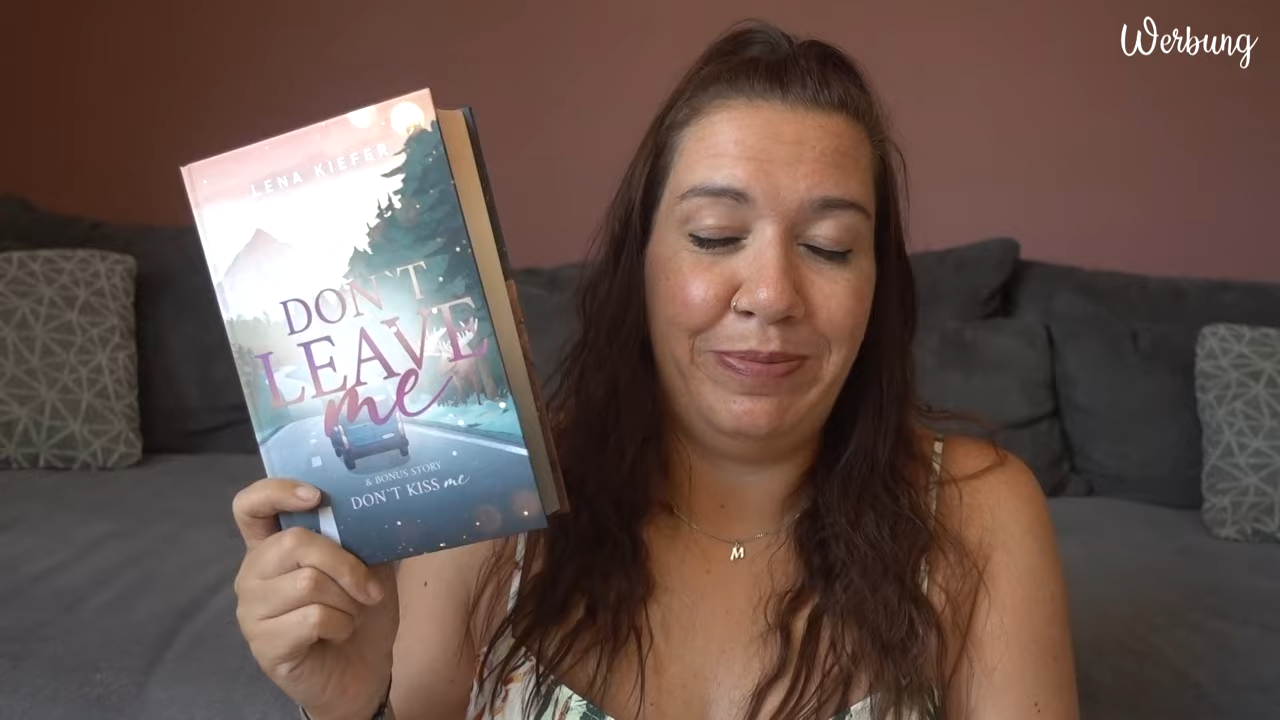 Werbung
LENA KIEFER
DON'T
LEAVE
me
& BONUS STORY
DON'T KISS me
M